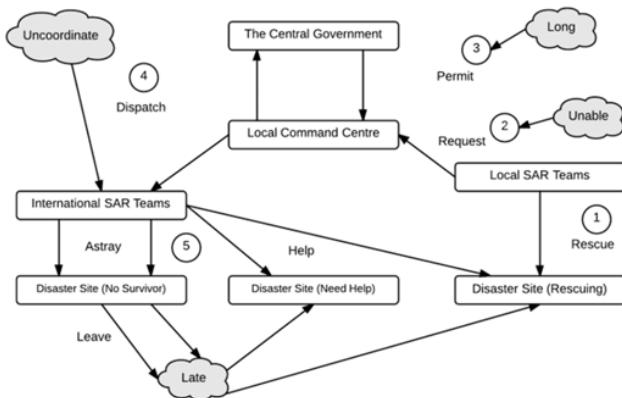 Uncoordinate
The Central Government
3
Long
4
Permit
Dispatch
Local Command Centre
Request
2
Unable
Local SAR Teams
International SAR Teams
1
Astray
5
Help
Rescue
Disaster Site (No Survivor)
Disaster Site (Need Help)
Disaster Site (Rescuing)
Leave
Late